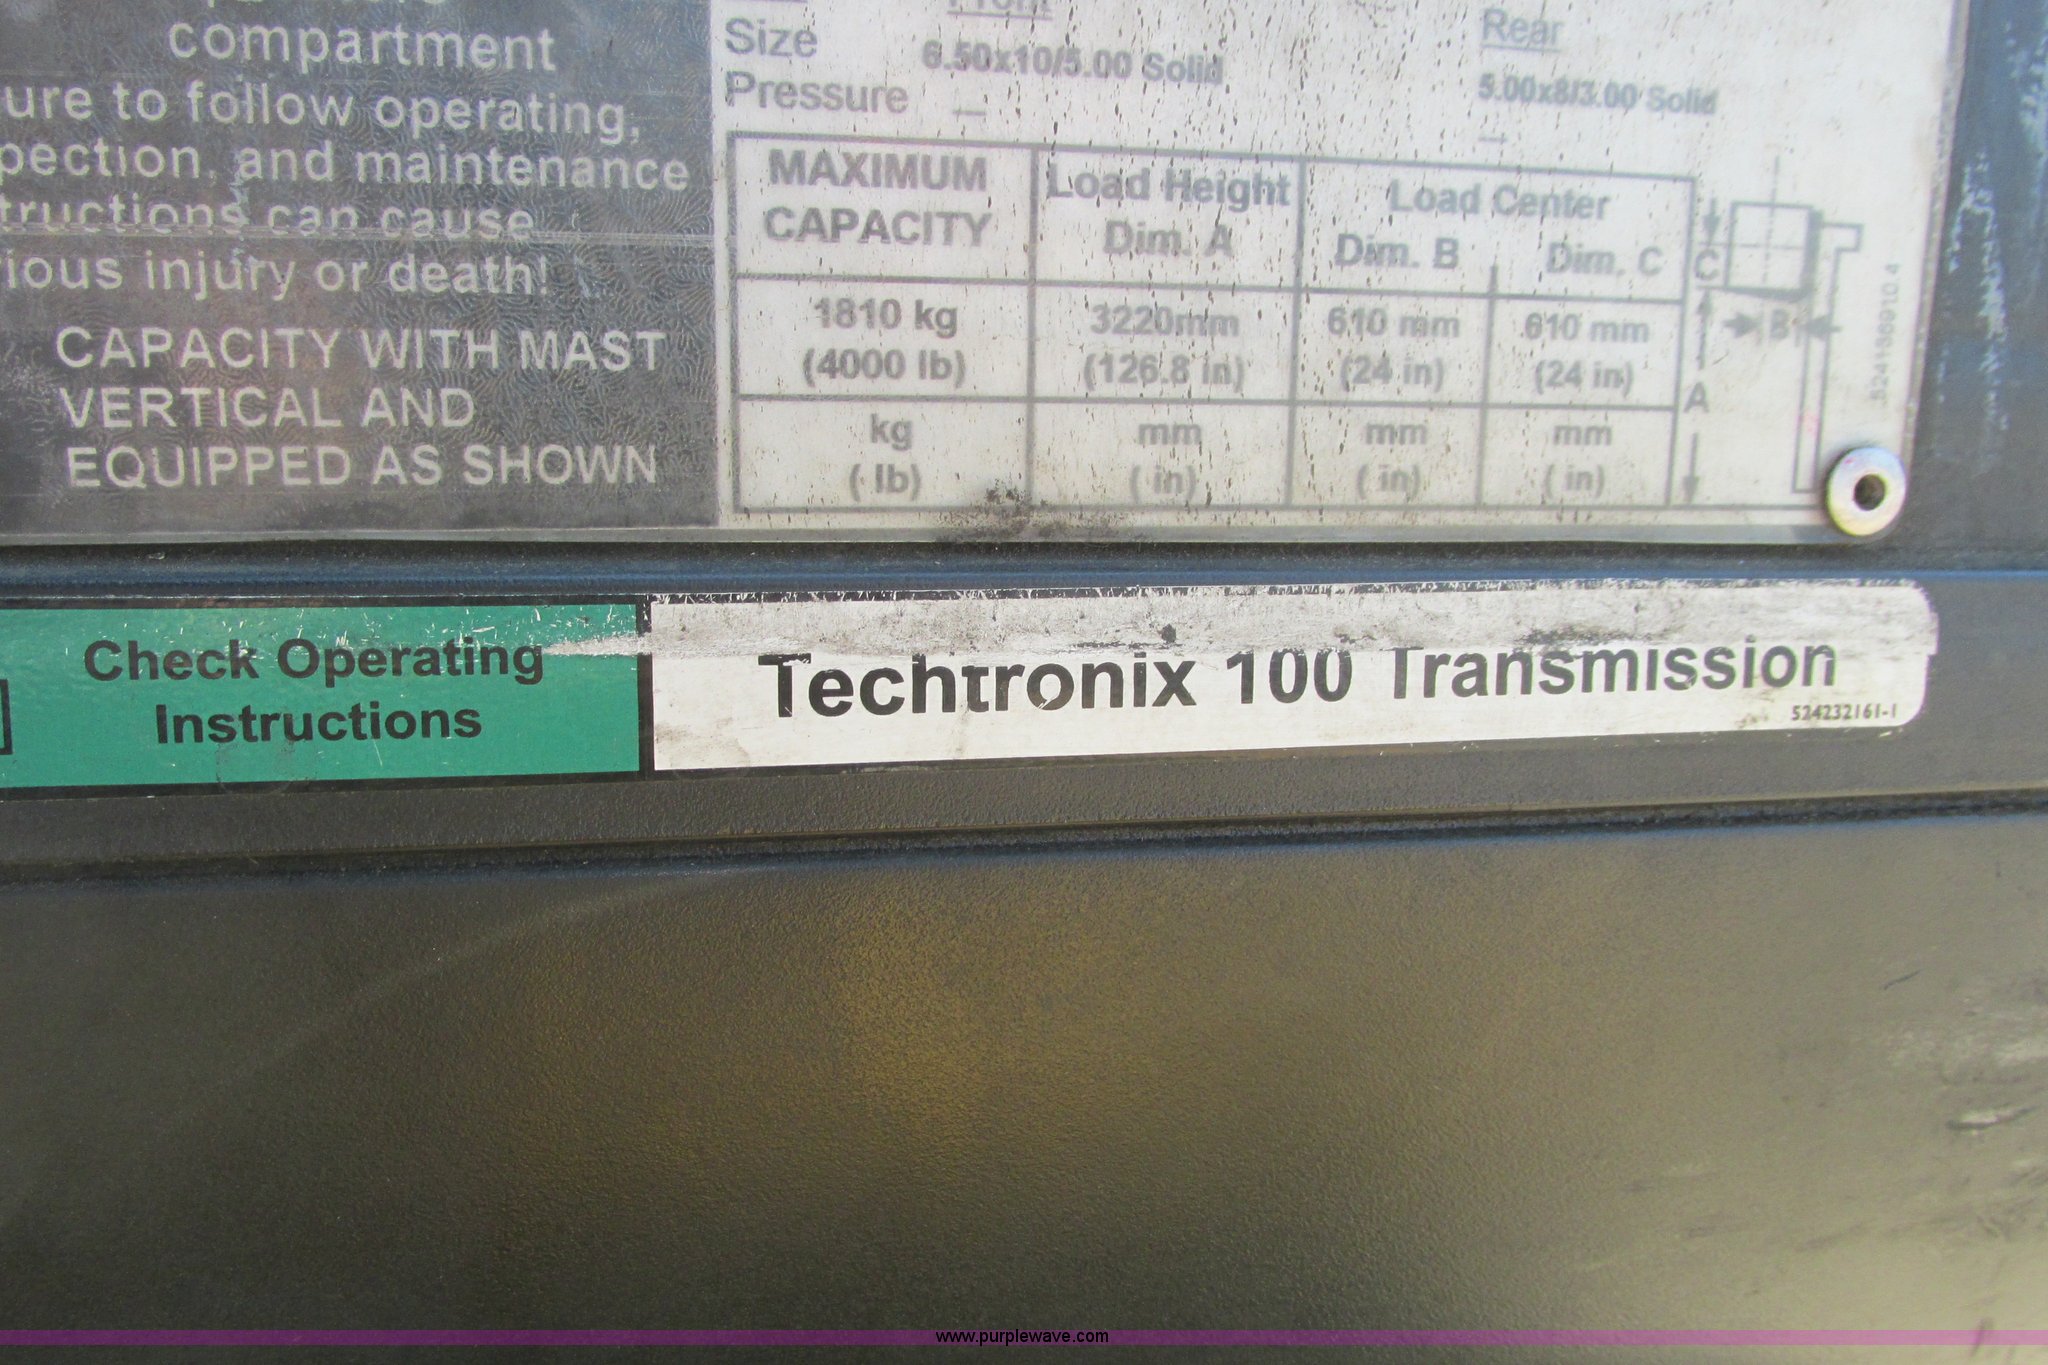 compartment
ure to follow operating,
pection, and maintenance
tructions can cause
ious injury or death!
CAPACITY WITH MAST
VERTICAL AND
EQUIPPED AS SHOWN
Front
Rear
Size 6.50x10/5.00 Solid 5.00x8/3.00 Solid
Pressure — —
MAXIMUM CAPACITY
Load Height Dim. A
Load Center
Dim. B Dim. C
1810 kg 3220mm 610 mm 610 mm
(4000 lb) (126.8 in) (24 in) (24 in)
kg mm mm mm
( lb) ( in) ( in) ( in)
C
B
A
524156910.4
Check Operating
Instructions
Techtronix 100 Transmission
524232161-1
www.purplewave.com